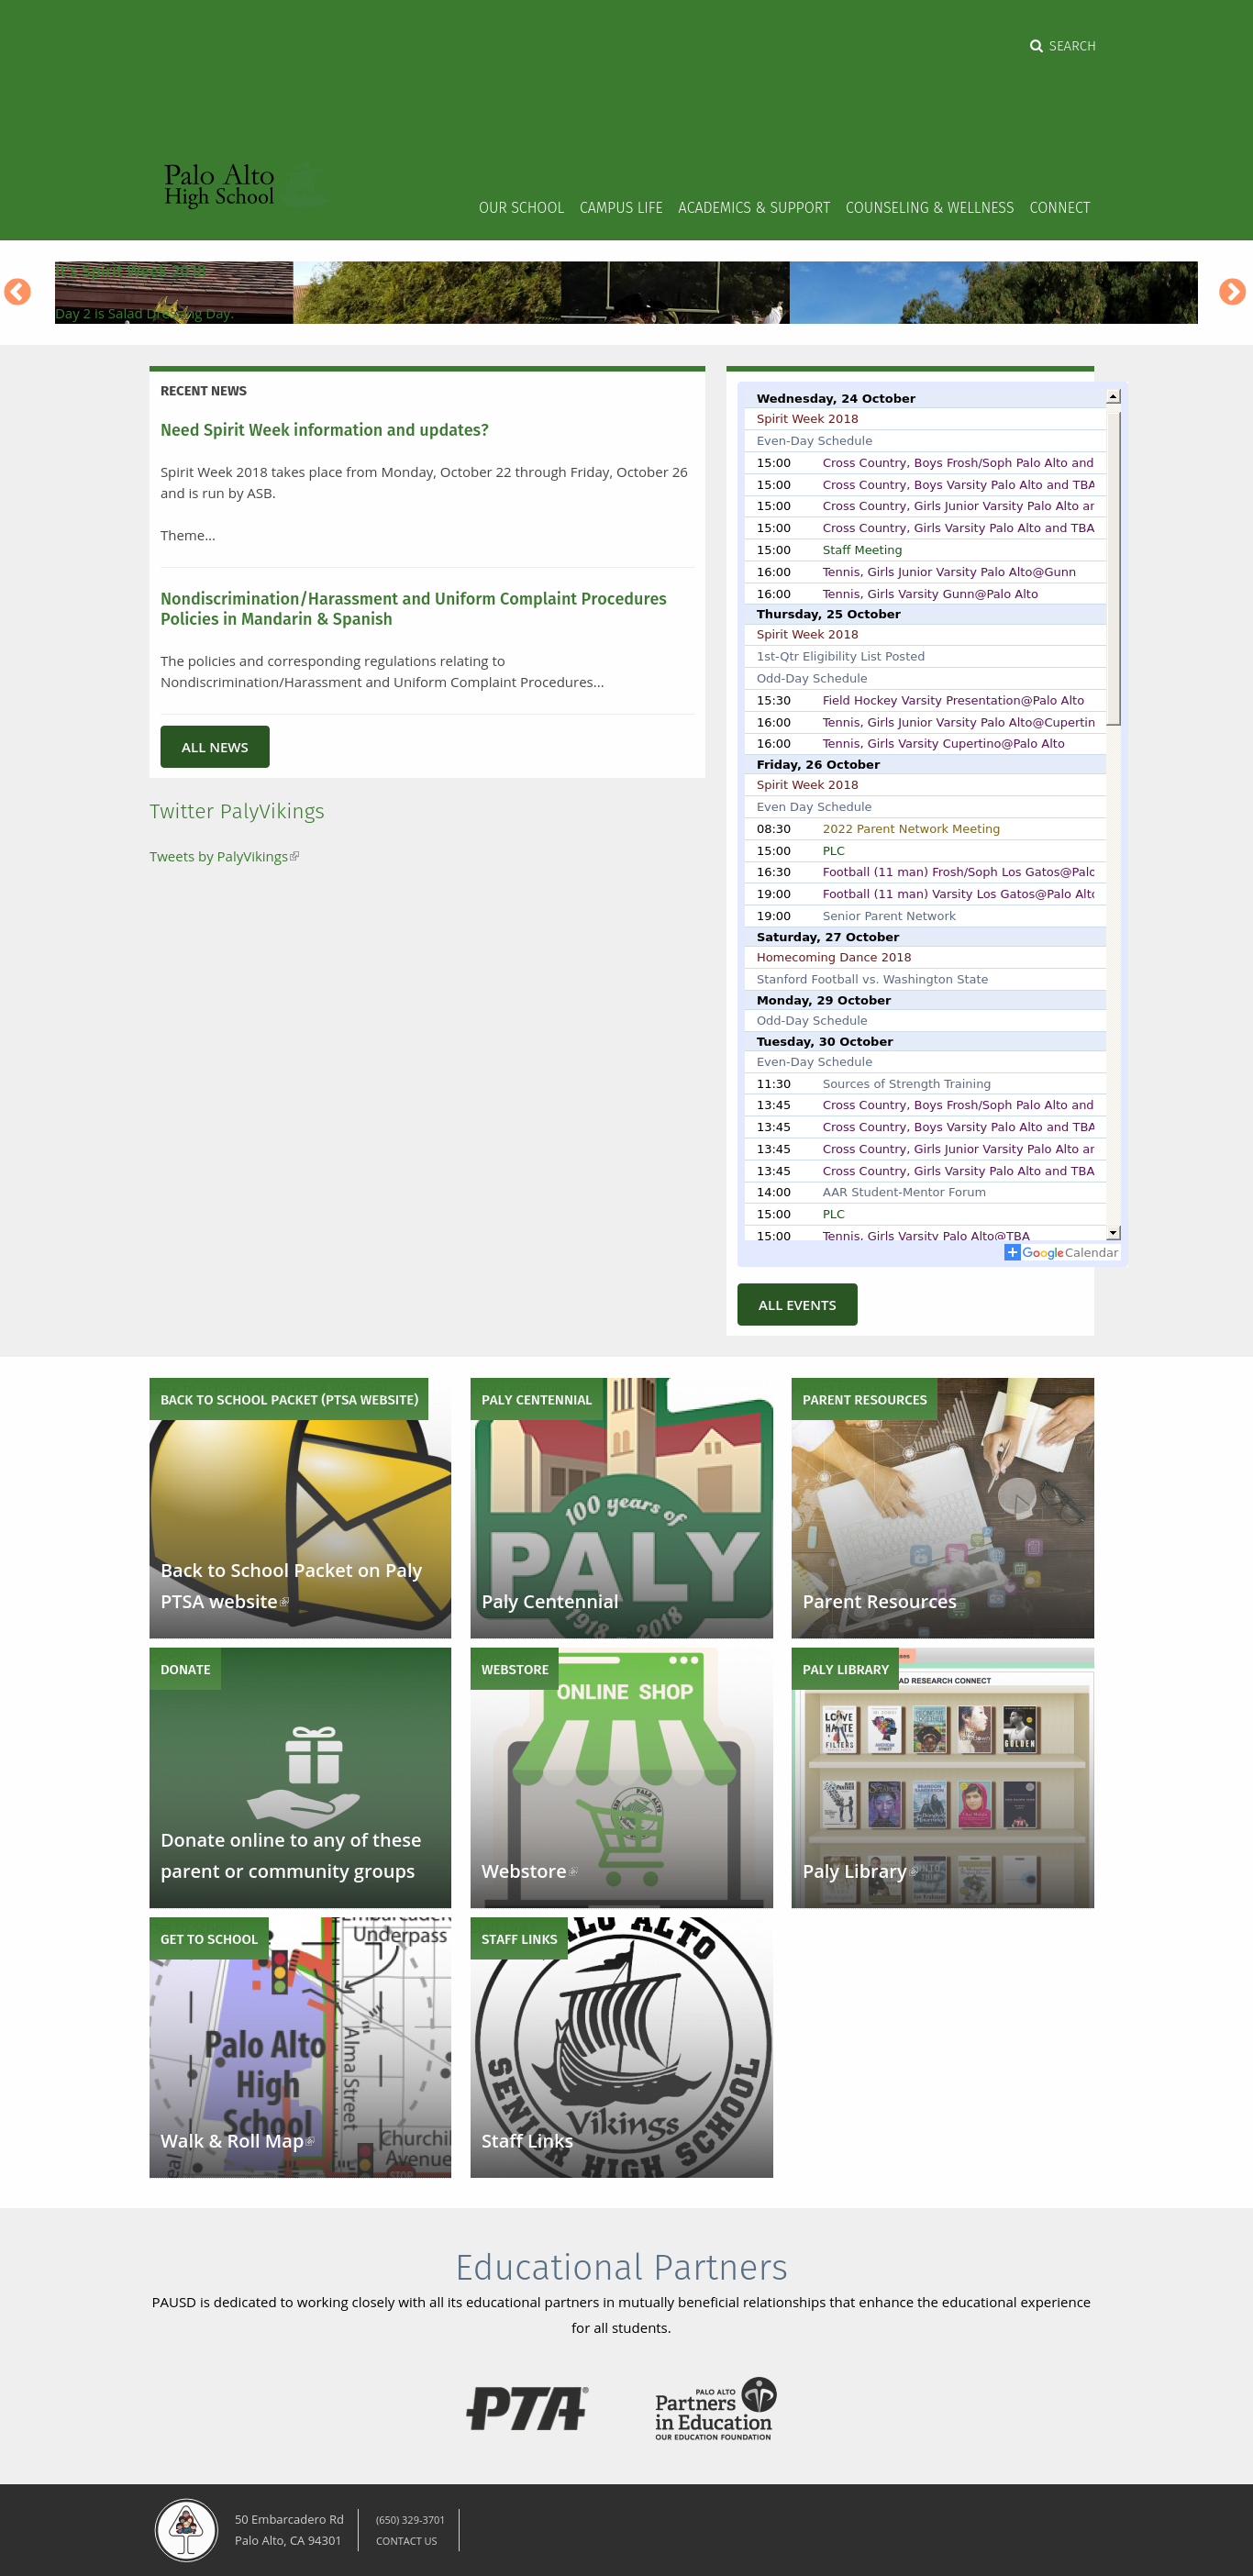 SEARCH
Palo Alto
High School
OUR SCHOOL CAMPUS LIFE ACADEMICS & SUPPORT COUNSELING & WELLNESS CONNECT
It's Spirit Week 2018
Day 2 is Salad Dressing Day.
RECENT NEWS
Need Spirit Week information and updates?
Spirit Week 2018 takes place from Monday, October 22 through Friday, October 26
and is run by ASB.
Theme...
Nondiscrimination/Harassment and Uniform Complaint Procedures
Policies in Mandarin & Spanish
The policies and corresponding regulations relating to
Nondiscrimination/Harassment and Uniform Complaint Procedures...
ALL NEWS
Twitter PalyVikings
Tweets by PalyVikings
Wednesday, 24 October
Spirit Week 2018
Even-Day Schedule
15:00 Cross Country, Boys Frosh/Soph Palo Alto and
15:00 Cross Country, Boys Varsity Palo Alto and TBA
15:00 Cross Country, Girls Junior Varsity Palo Alto an
15:00 Cross Country, Girls Varsity Palo Alto and TBA
15:00 Staff Meeting
16:00 Tennis, Girls Junior Varsity Palo Alto@Gunn
16:00 Tennis, Girls Varsity Gunn@Palo Alto
Thursday, 25 October
Spirit Week 2018
1st-Qtr Eligibility List Posted
Odd-Day Schedule
15:30 Field Hockey Varsity Presentation@Palo Alto
16:00 Tennis, Girls Junior Varsity Palo Alto@Cupertin
16:00 Tennis, Girls Varsity Cupertino@Palo Alto
Friday, 26 October
Spirit Week 2018
Even Day Schedule
08:30 2022 Parent Network Meeting
15:00 PLC
16:30 Football (11 man) Frosh/Soph Los Gatos@Palo
19:00 Football (11 man) Varsity Los Gatos@Palo Alto
19:00 Senior Parent Network
Saturday, 27 October
Homecoming Dance 2018
Stanford Football vs. Washington State
Monday, 29 October
Odd-Day Schedule
Tuesday, 30 October
Even-Day Schedule
11:30 Sources of Strength Training
13:45 Cross Country, Boys Frosh/Soph Palo Alto and
13:45 Cross Country, Boys Varsity Palo Alto and TBA
13:45 Cross Country, Girls Junior Varsity Palo Alto an
13:45 Cross Country, Girls Varsity Palo Alto and TBA
14:00 AAR Student-Mentor Forum
15:00 PLC
15:00 Tennis, Girls Varsity Palo Alto@TBA
Google Calendar
ALL EVENTS
BACK TO SCHOOL PACKET (PTSA WEBSITE)
Back to School Packet on Paly
PTSA website
PALY CENTENNIAL
100 years of
PALY
1918 - 2018
Paly Centennial
PARENT RESOURCES
Parent Resources
DONATE
Donate online to any of these
parent or community groups
WEBSTORE
ONLINE SHOP
PALO ALTO
Webstore
PALY LIBRARY
AD RESEARCH CONNECT
GOLDEN
Paly Library
GET TO SCHOOL
Embarcadero
Underpass
Palo Alto
High
School
Alma Street
Churchil
Avenue
STOP
Walk & Roll Map
STAFF LINKS
PALO ALTO
SENIOR HIGH SCHOOL
Vikings
Staff Links
Educational Partners
PAUSD is dedicated to working closely with all its educational partners in mutually beneficial relationships that enhance the educational experience
for all students.
PTA®
PALO ALTO
Partners
in Education
OUR EDUCATION FOUNDATION
50 Embarcadero Rd
Palo Alto, CA 94301
(650) 329-3701
CONTACT US